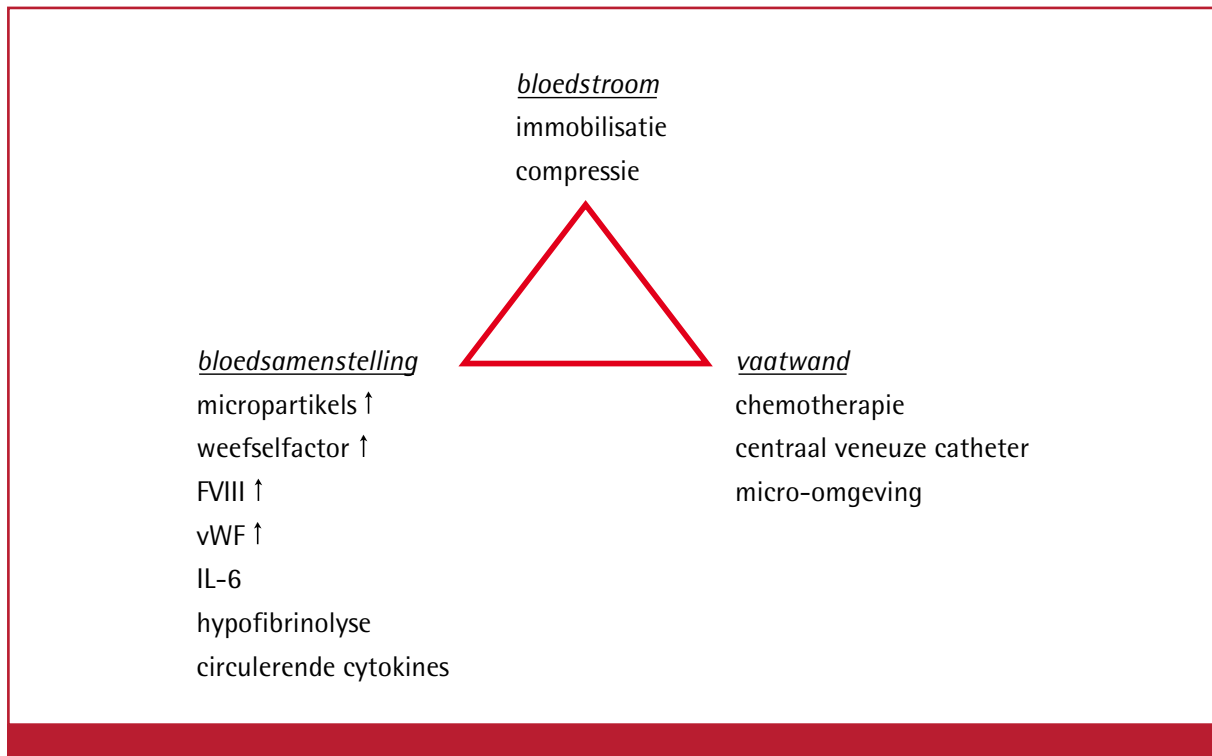 bloedstroom
immobilisatie
compressie
bloedsamenstelling
micropartikels ↑
weefselfactor ↑
FVIII ↑
vWF ↑
IL-6
hypofibrinolyse
circulerende cytokines
vaatwand
chemotherapie
centraal veneuze catheter
micro-omgeving